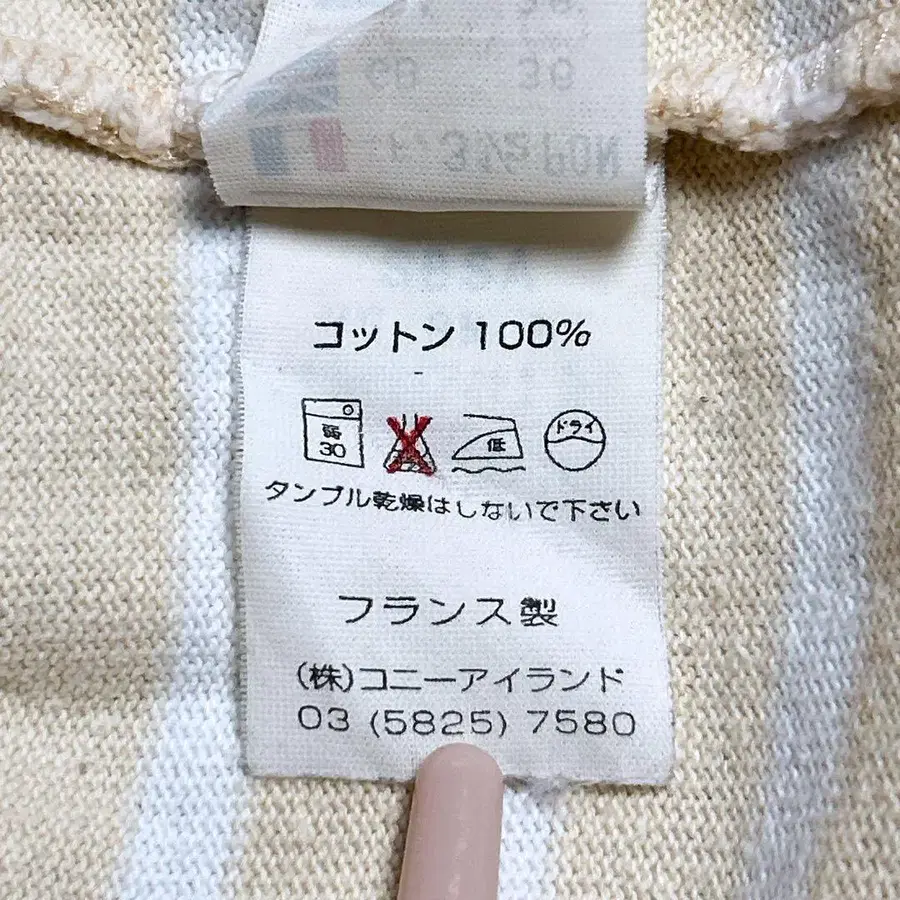 コットン 100%
弱 30 低 ドライ
タンブル乾燥はしないで下さい
フランス製
(株)コニーアイランド
03 (5825) 7580